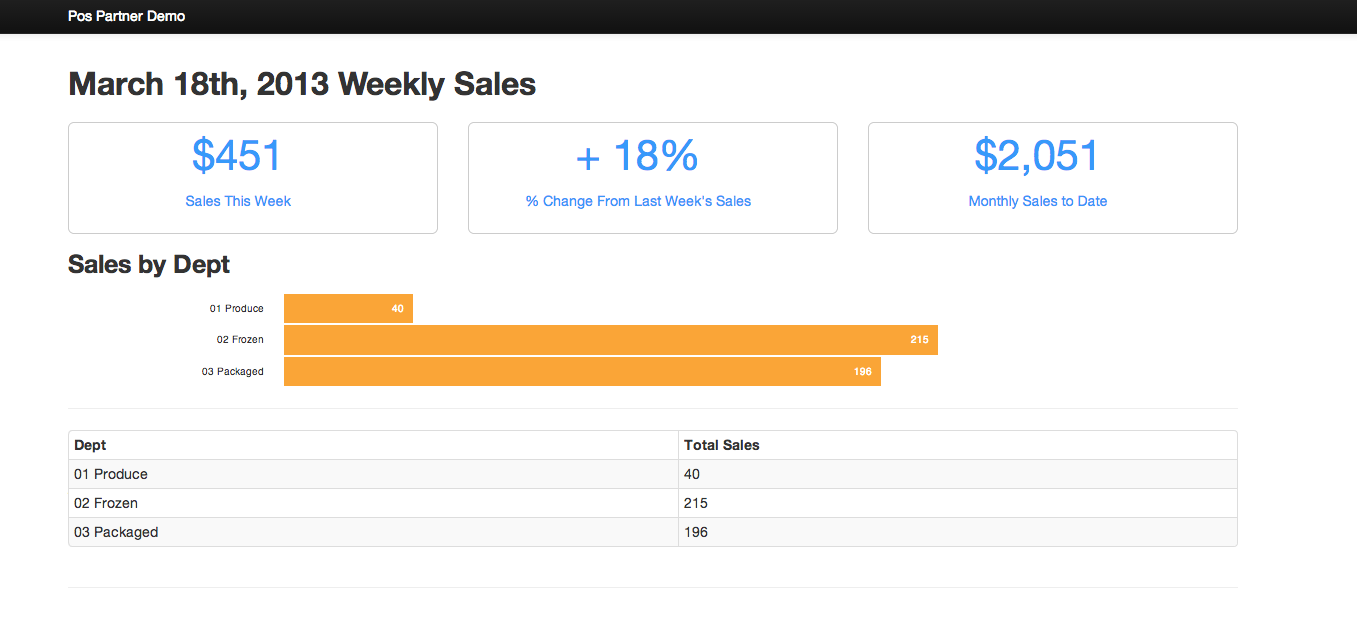 Pos Partner Demo
March 18th, 2013 Weekly Sales
$451
Sales This Week
+ 18%
% Change From Last Week's Sales
$2,051
Monthly Sales to Date
Sales by Dept
01 Produce 40
02 Frozen 215
03 Packaged 196
Dept Total Sales
01 Produce 40
02 Frozen 215
03 Packaged 196